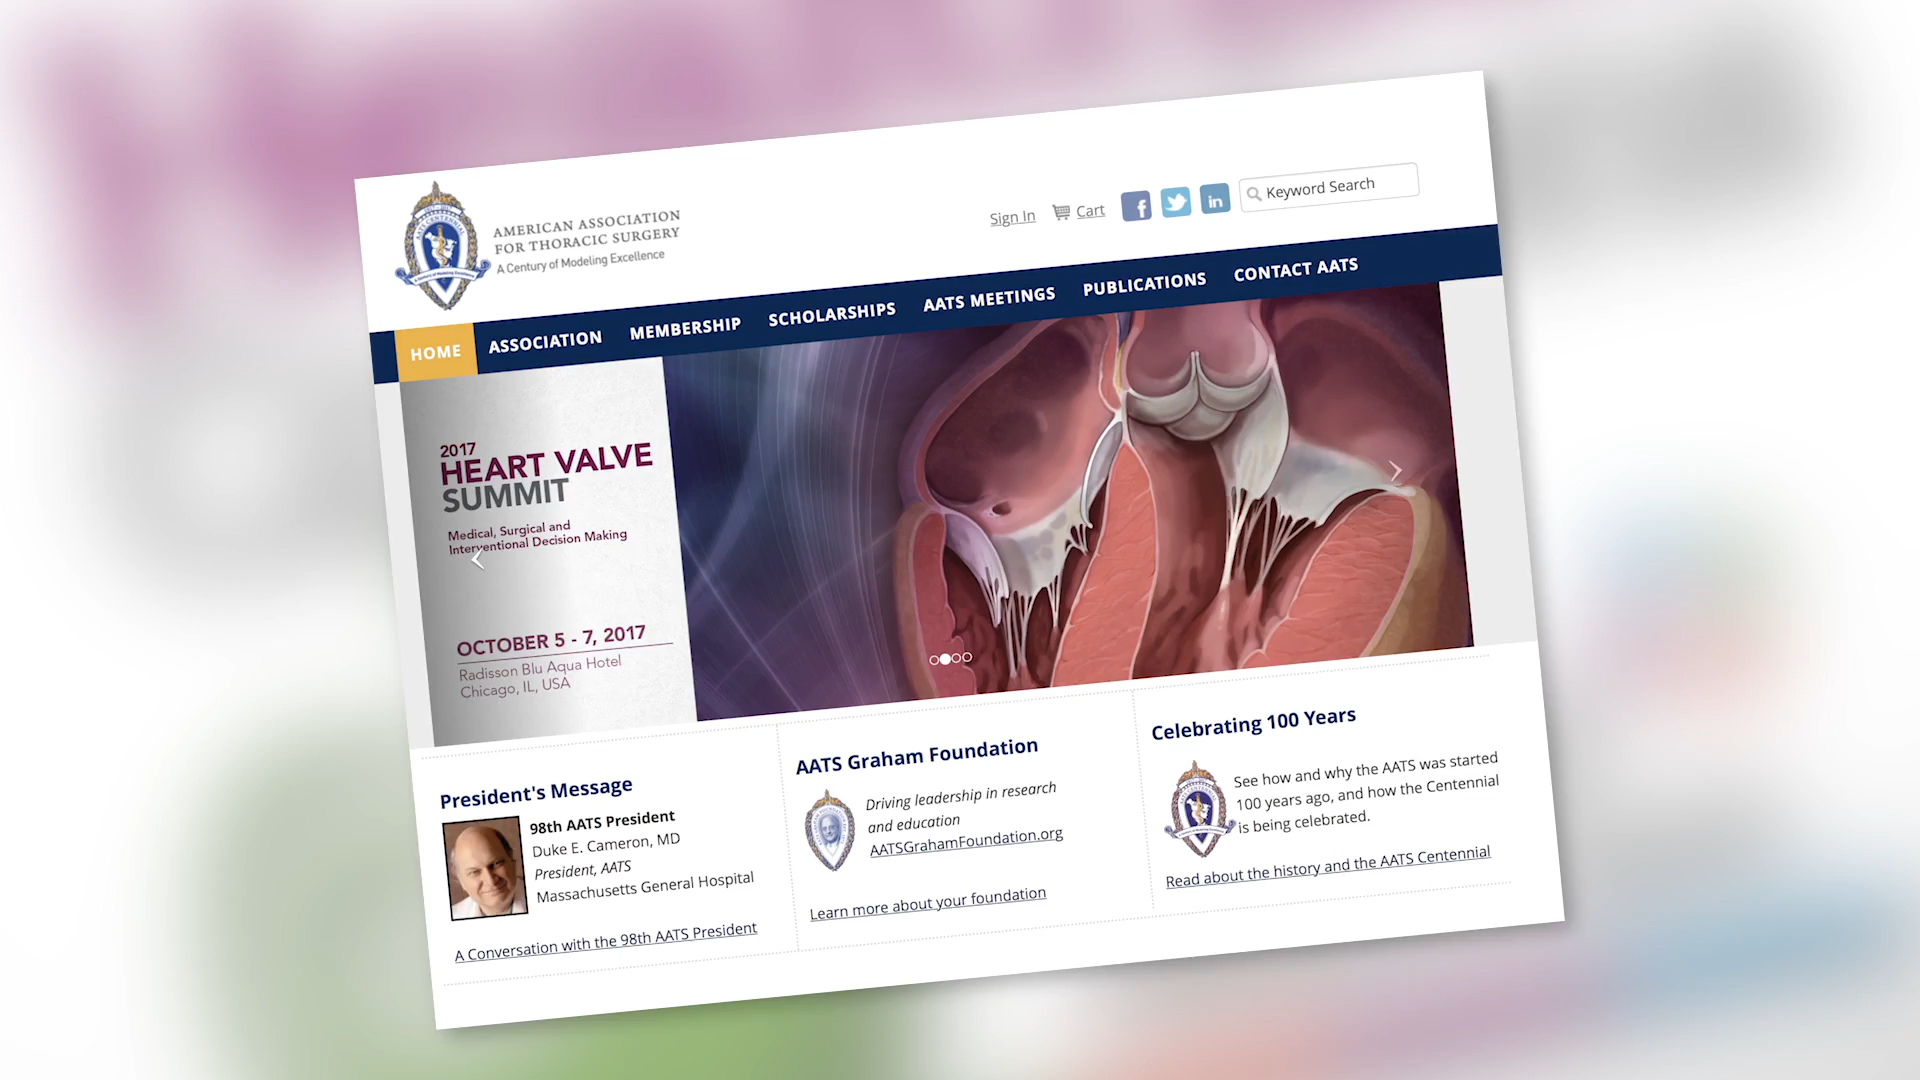 AMERICAN ASSOCIATION
FOR THORACIC SURGERY
A Century of Modeling Excellence
Sign In
Cart
Keyword Search
HOME
ASSOCIATION
MEMBERSHIP
SCHOLARSHIPS
AATS MEETINGS
PUBLICATIONS
CONTACT AATS
2017
HEART VALVE
SUMMIT
Medical, Surgical and
Interventional Decision Making
OCTOBER 5 - 7, 2017
Radisson Blu Aqua Hotel
Chicago, IL, USA
President's Message
98th AATS President
Duke E. Cameron, MD
President, AATS
Massachusetts General Hospital
A Conversation with the 98th AATS President
AATS Graham Foundation
Driving leadership in research
and education
AATSGrahamFoundation.org
Learn more about your foundation
Celebrating 100 Years
See how and why the AATS was started
100 years ago, and how the Centennial
is being celebrated.
Read about the history and the AATS Centennial